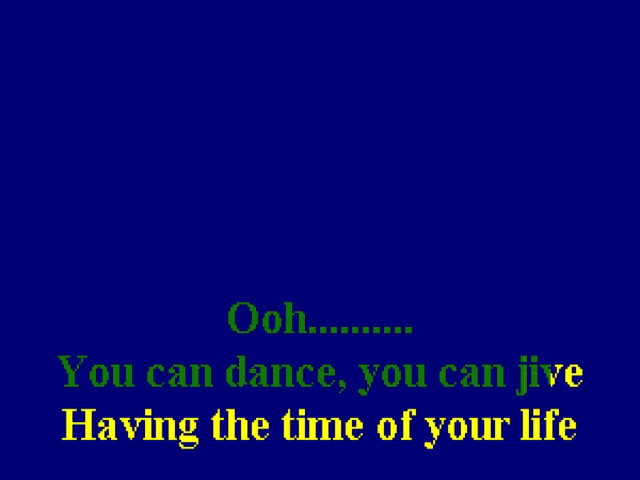 Ooh..........
You can dance, you can jive
Having the time of your life